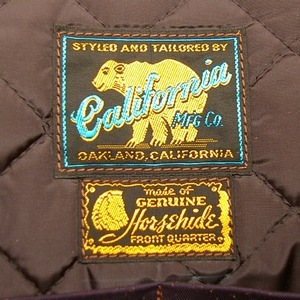 STYLED AND TAILORED BY
California
MFG Co.
OAKLAND, CALIFORNIA
made of
GENUINE
Horsehide
FRONT QUARTER